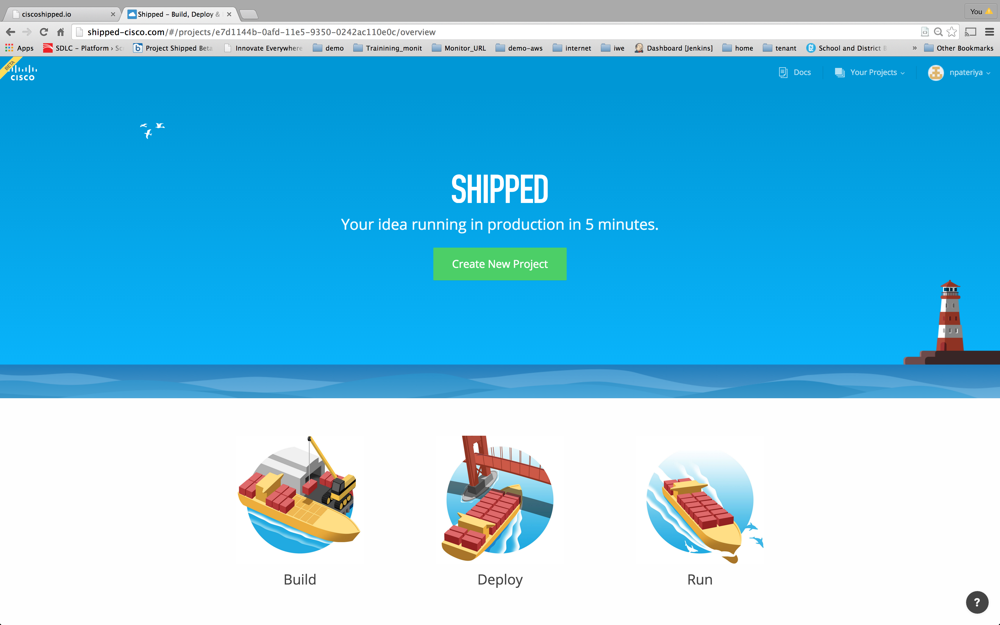 ciscoshipped.io
Shipped – Build, Deploy &
You
shipped-cisco.com/#/projects/e7d1144b-0afd-11e5-9350-0242ac110e0c/overview
Apps
SDLC – Platform › Sc
Project Shipped Beta
Innovate Everywhere
demo
Trainining_monit
Monitor_URL
demo-aws
internet
iwe
Dashboard [Jenkins]
home
tenant
School and District B
»
Other Bookmarks
BETA
CISCO
Docs
Your Projects
npateriya
SHIPPED
Your idea running in production in 5 minutes.
Create New Project
Build
Deploy
Run
?